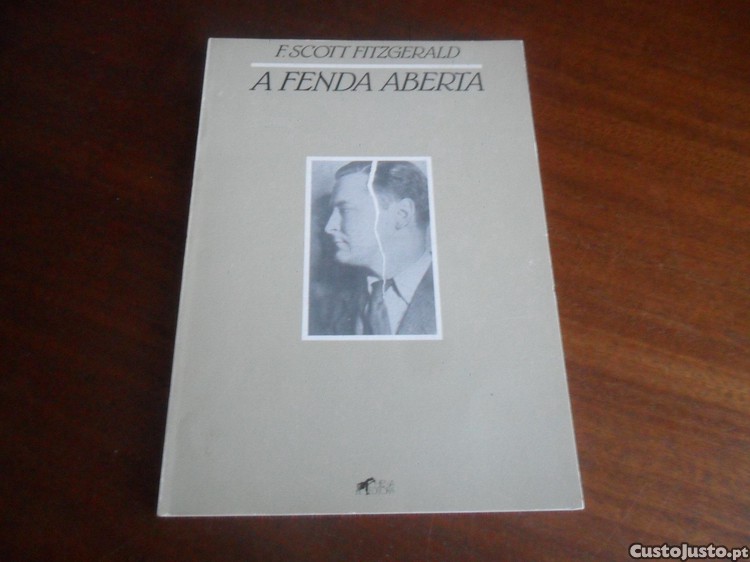 F. SCOTT FITZGERALD
A FENDA ABERTA
CustoJusto.pt